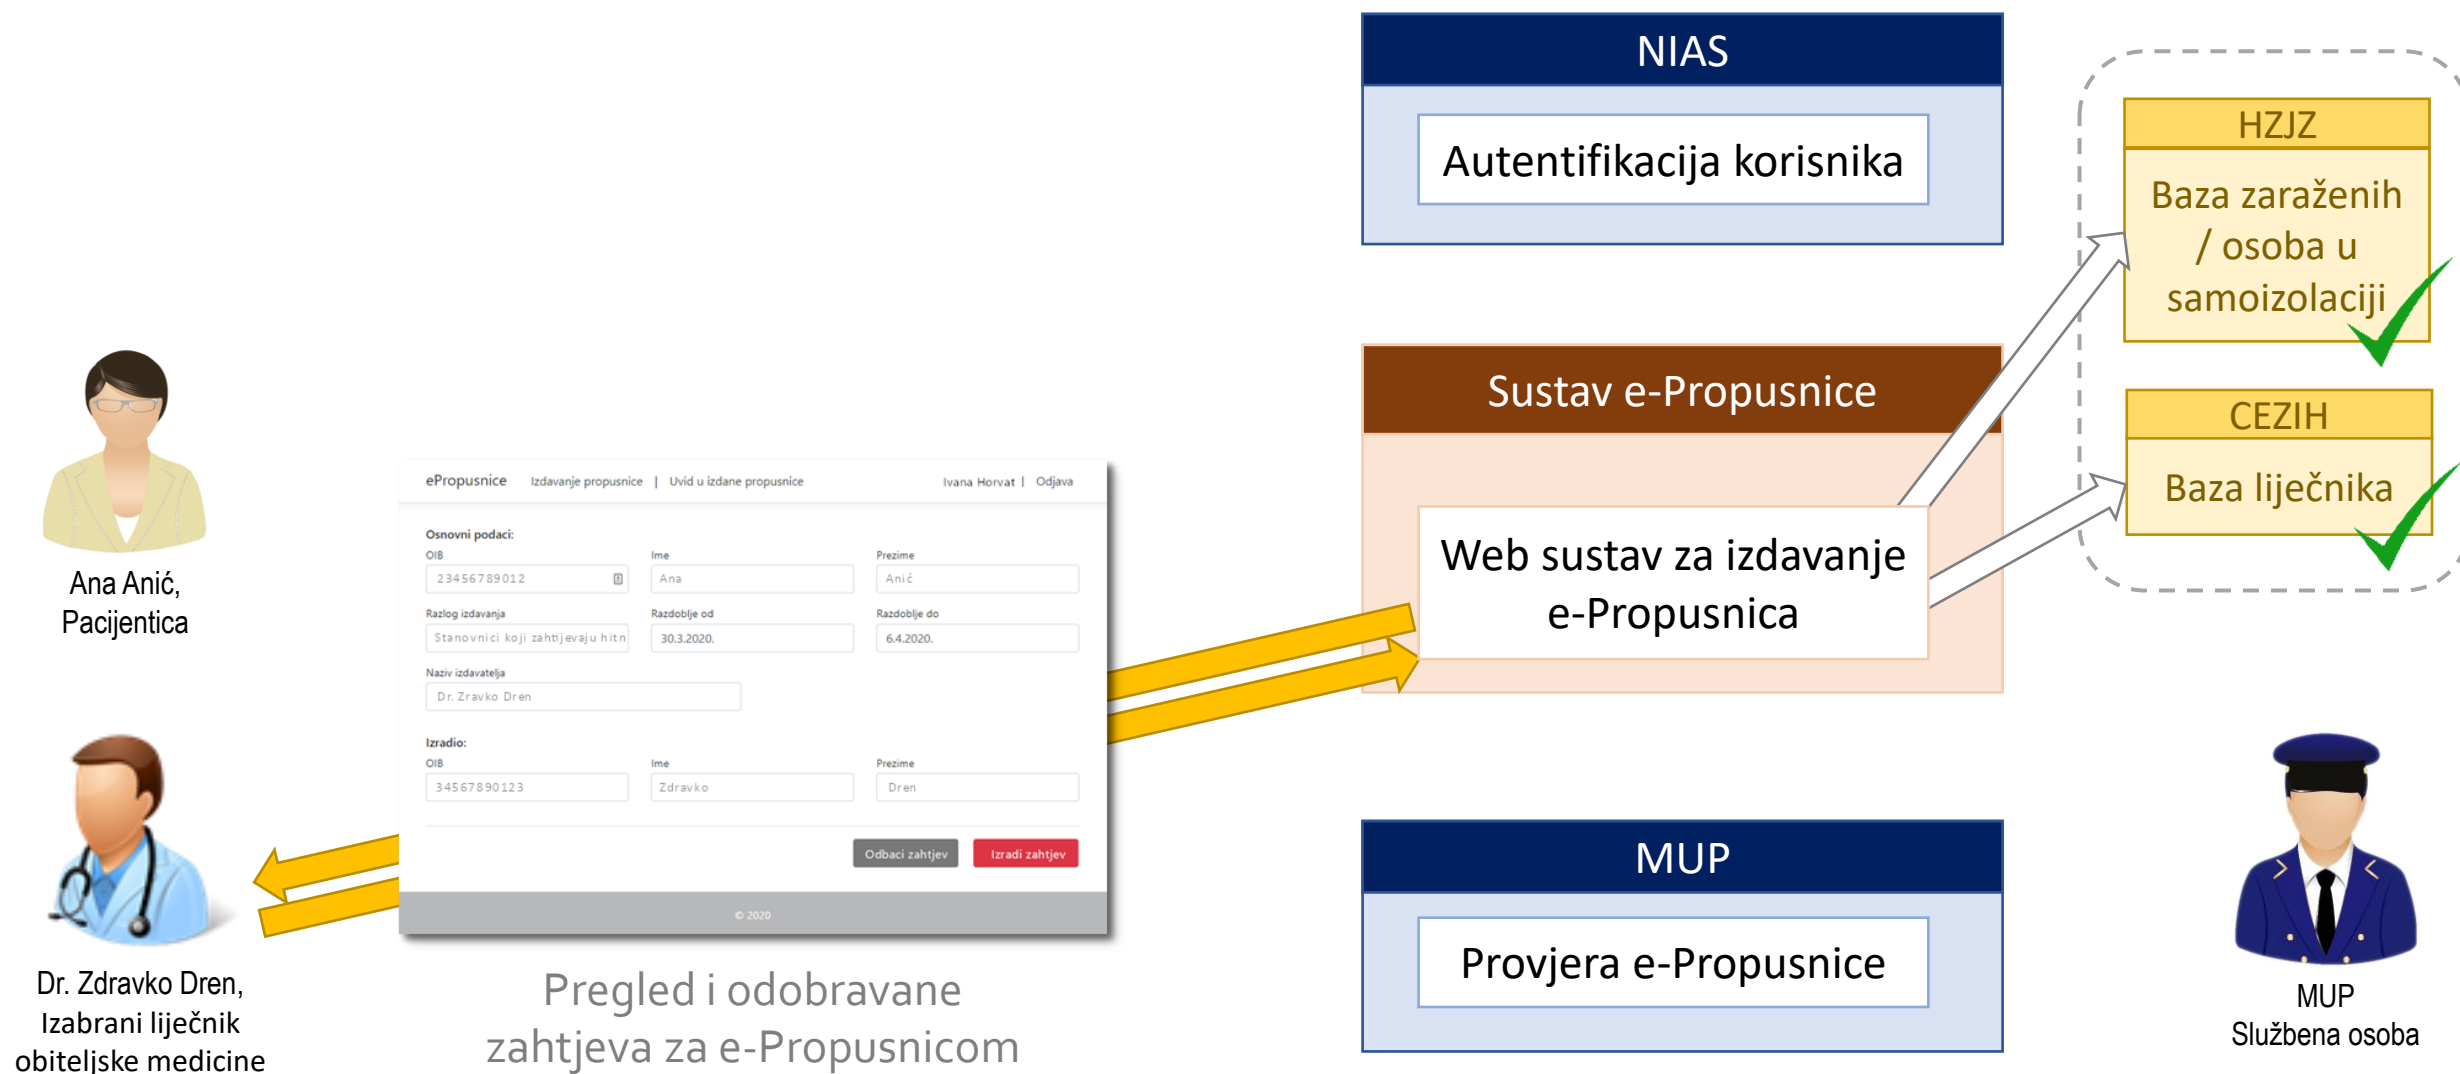 NIAS
Autentifikacija korisnika
HZJZ
Baza zaraženih
/ osoba u
samoizolaciji
Sustav e-Propusnice
CEZIH
Baza liječnika
Web sustav za izdavanje
e-Propusnica
Ana Anić,
Pacijentica
ePropusnice Izdavanje propusnice | Uvid u izdane propusnice Ivana Horvat | Odjava
Osnovni podaci:
OIB Ime Prezime
23456789012 Ana Anić
Razlog izdavanja Razdoblje od Razdoblje do
Stanovnici koji zahtijevaju hitn 30.3.2020. 6.4.2020.
Naziv izdavatelja
Dr. Zravko Dren
Izradio:
OIB Ime Prezime
34567890123 Zdravko Dren
Odbaci zahtjev Izradi zahtjev
© 2020
Dr. Zdravko Dren,
Izabrani liječnik
obiteljske medicine
Pregled i odobravane
zahtjeva za e-Propusnicom
MUP
Provjera e-Propusnice
MUP
Službena osoba